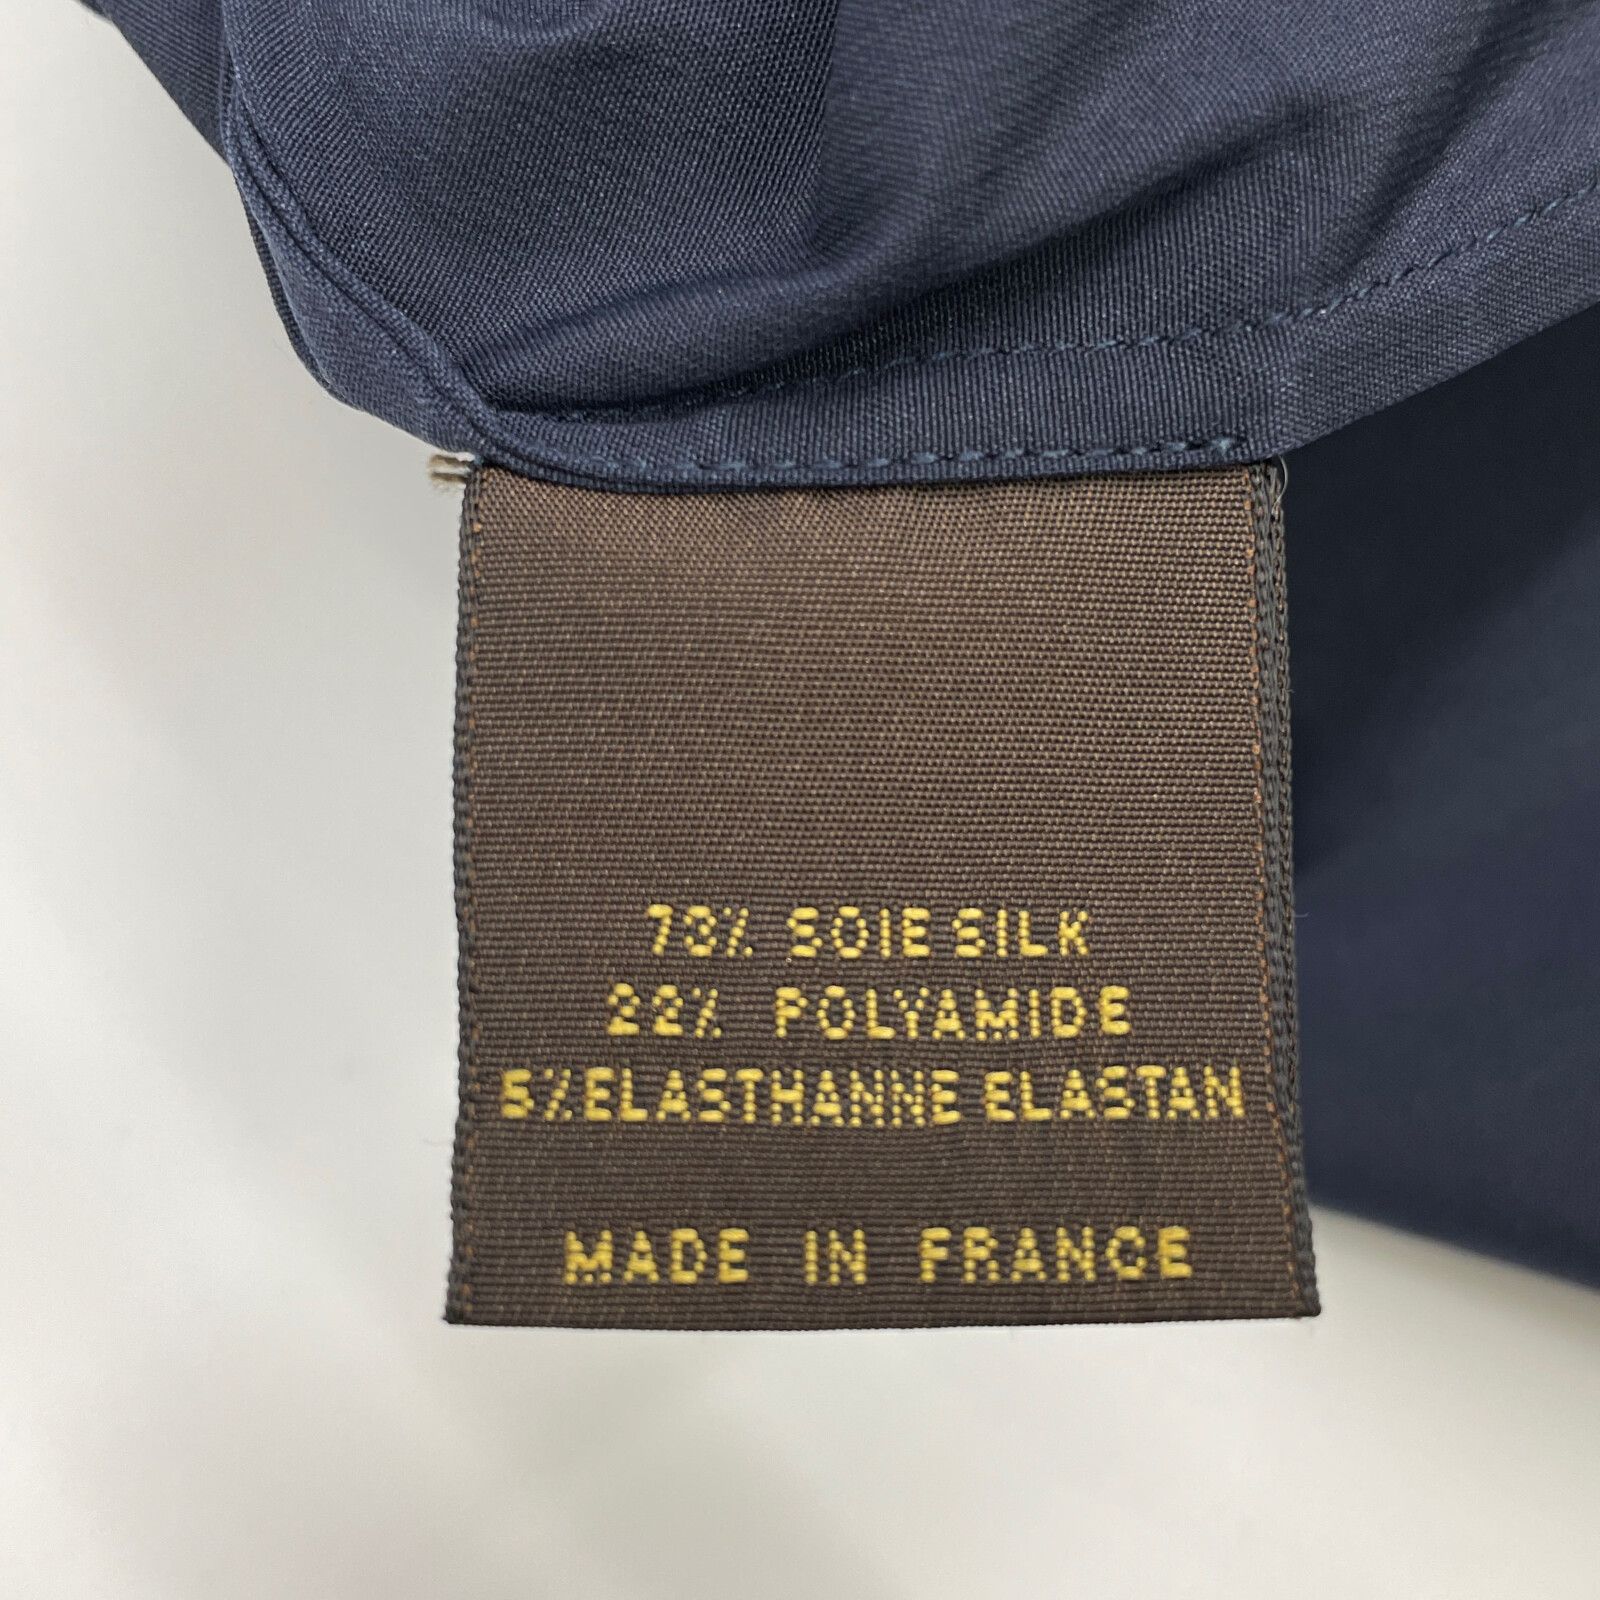 73% SOIE SILK
22% POLYAMIDE
5% ELASTHANNE ELASTAN
MADE IN FRANCE